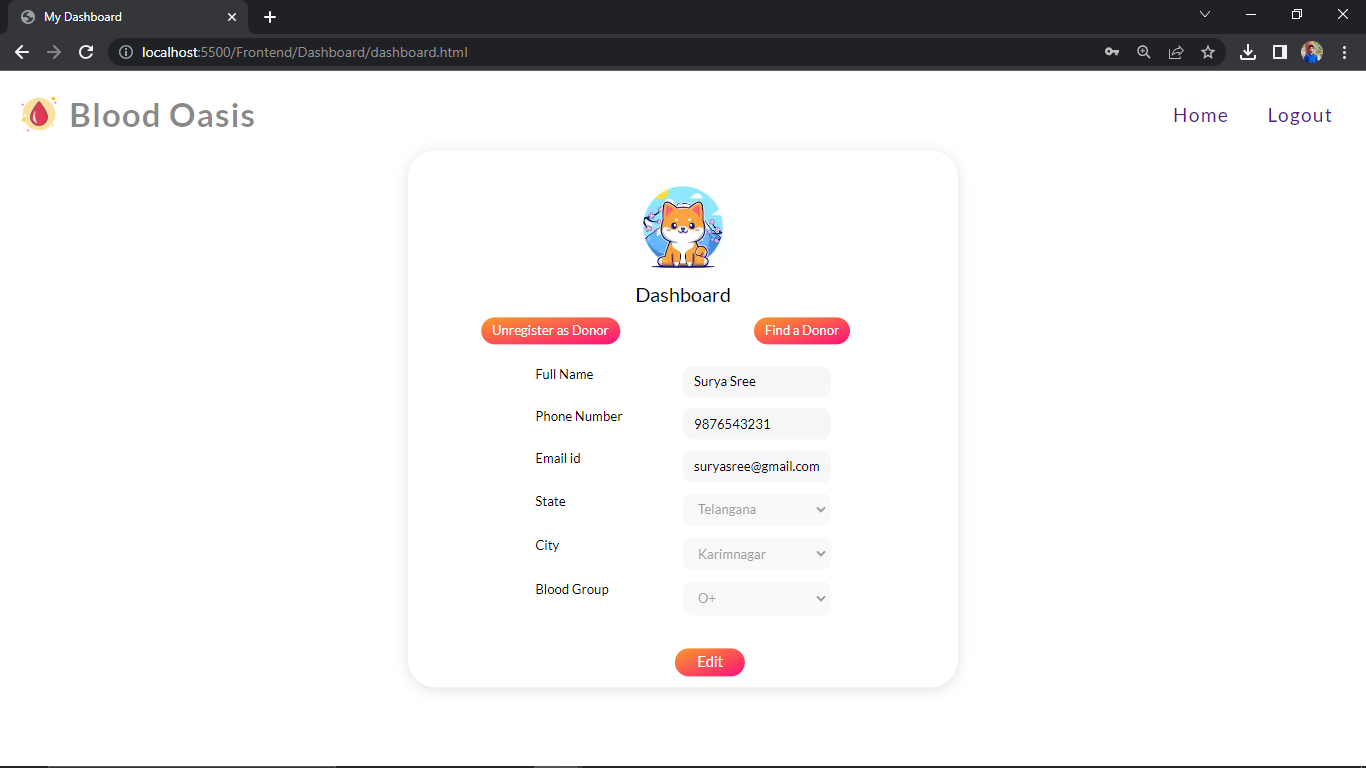 My Dashboard
localhost:5500/Frontend/Dashboard/dashboard.html
Blood Oasis
Home Logout
Dashboard
Unregister as Donor Find a Donor
Full Name Surya Sree
Phone Number 9876543231
Email id suryasree@gmail.com
State Telangana
City Karimnagar
Blood Group O+
Edit